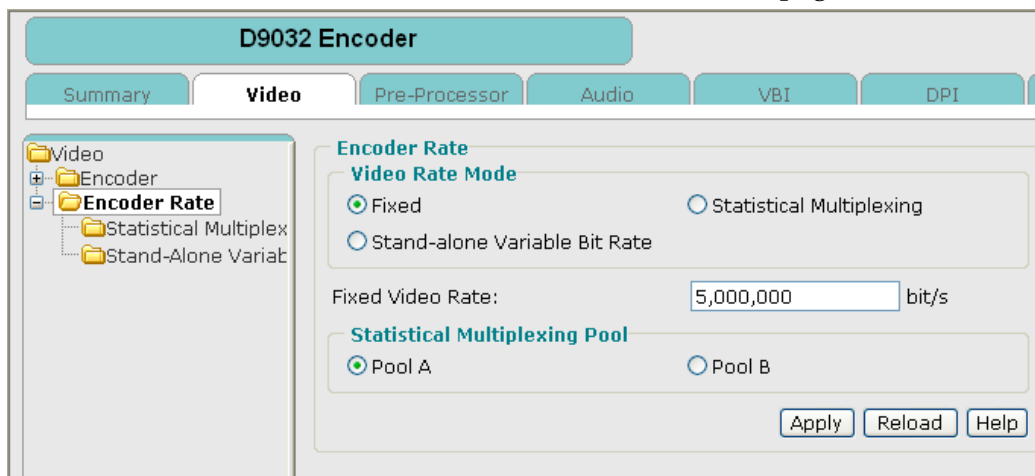 D9032 Encoder
Summary Video Pre-Processor Audio VBI DPI
Video
Encoder
Encoder Rate
Statistical Multiplex
Stand-Alone Variab
Encoder Rate
Video Rate Mode
Fixed Statistical Multiplexing
Stand-alone Variable Bit Rate
Fixed Video Rate: 5,000,000 bit/s
Statistical Multiplexing Pool
Pool A Pool B
Apply Reload Help